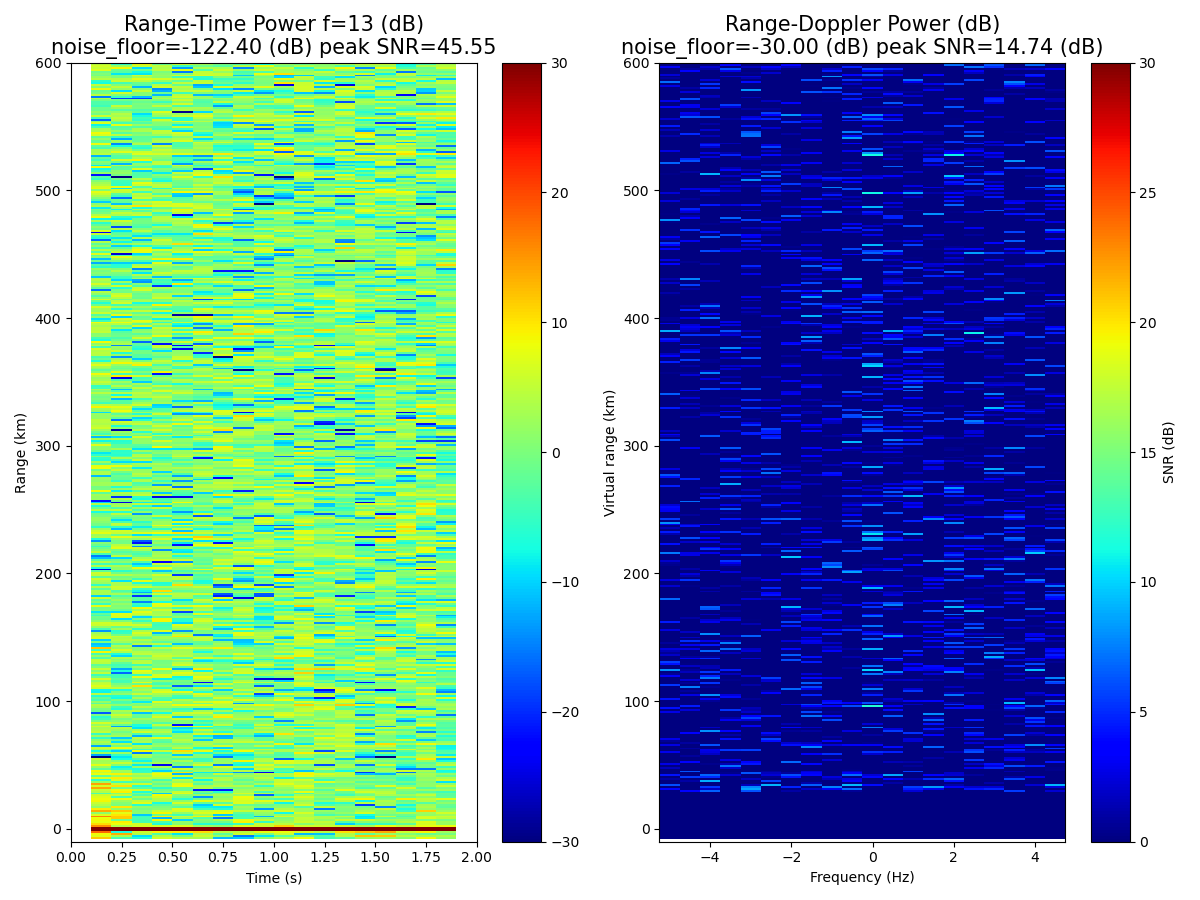 Range-Time Power f=13 (dB)
noise_floor=-122.40 (dB) peak SNR=45.55
Range (km)
600
500
400
300
200
100
0
0.00 0.25 0.50 0.75 1.00 1.25 1.50 1.75 2.00
Time (s)
30
20
10
0
−10
−20
−30
Range-Doppler Power (dB)
noise_floor=-30.00 (dB) peak SNR=14.74 (dB)
Virtual range (km)
600
500
400
300
200
100
0
−4 −2 0 2 4
Frequency (Hz)
30
25
20
15
10
5
0
SNR (dB)